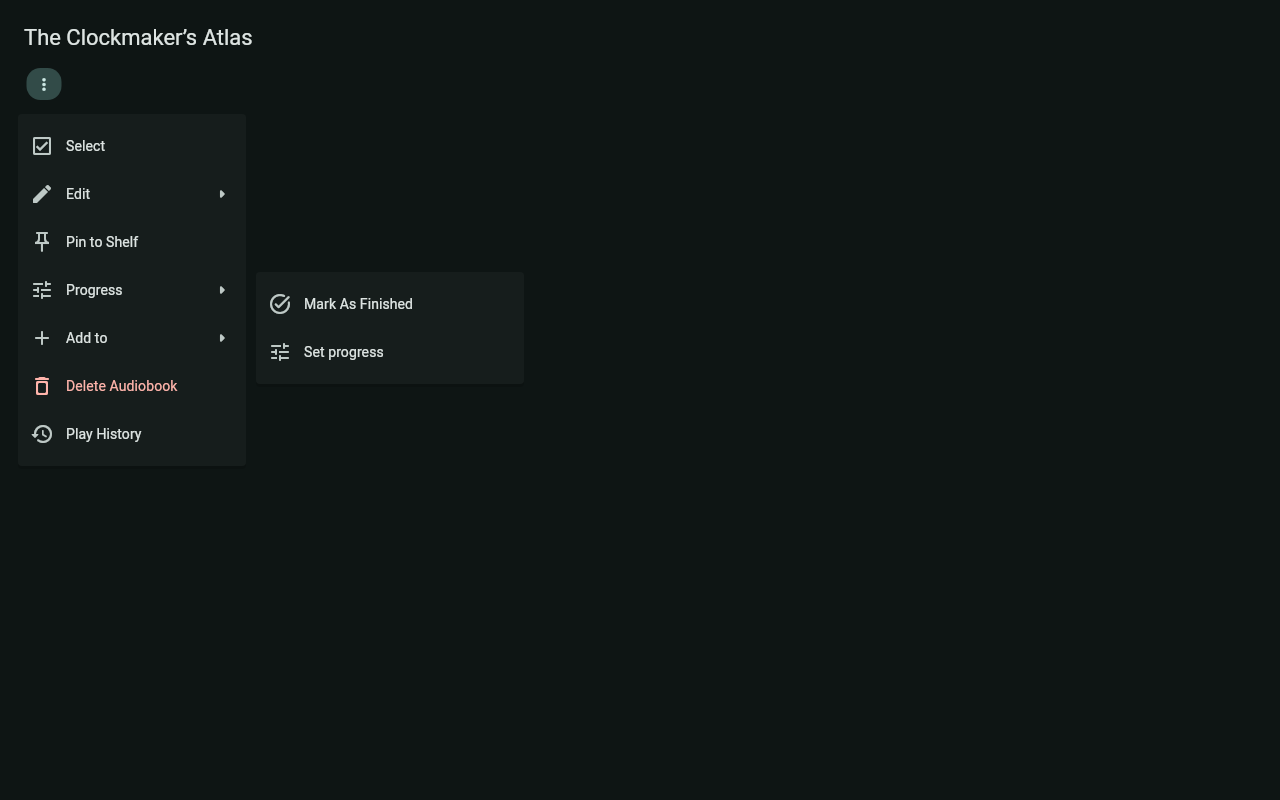 The Clockmaker’s Atlas
Select
Edit
Pin to Shelf
Progress
Add to
Delete Audiobook
Play History
Mark As Finished
Set progress